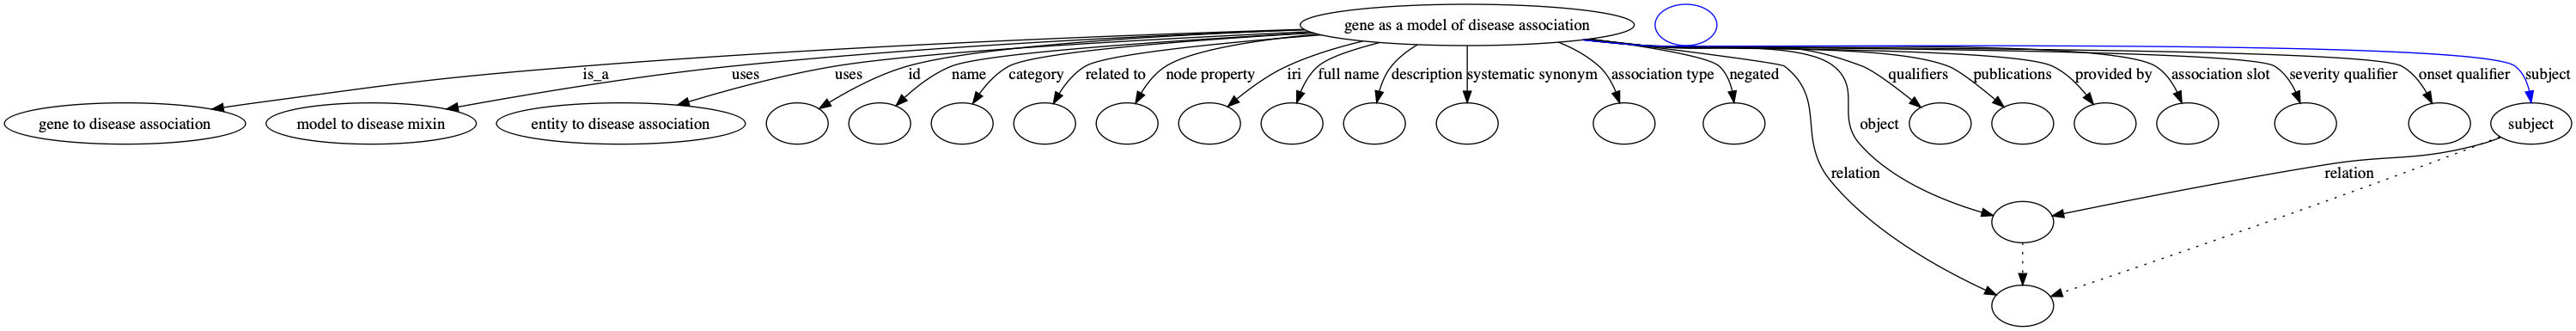 gene as a model of disease association
is_a
uses
uses
id
name
category
related to
node property
iri
full name
description
systematic synonym
association type
negated
qualifiers
publications
provided by
association slot
severity qualifier
onset qualifier
subject
gene to disease association
model to disease mixin
entity to disease association
object
subject
relation
relation